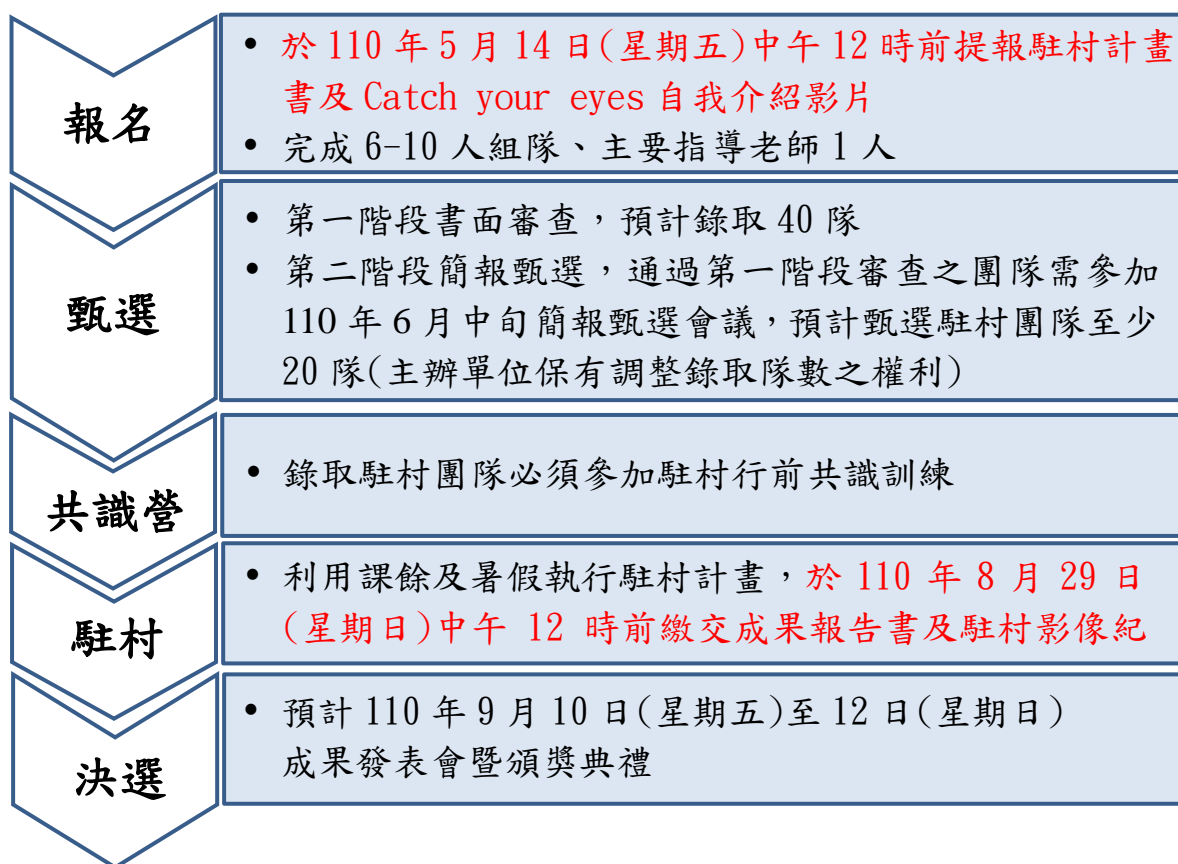 報名
• 於 110 年 5 月 14 日(星期五)中午 12 時前提報駐村計畫
書及 Catch your eyes 自我介紹影片
• 完成 6-10 人組隊、主要指導老師 1 人
甄選
• 第一階段書面審查，預計錄取 40 隊
• 第二階段簡報甄選，通過第一階段審查之團隊需參加
110 年 6 月中旬簡報甄選會議，預計甄選駐村團隊至少
20 隊(主辦單位保有調整錄取隊數之權利)
共識營
• 錄取駐村團隊必須參加駐村行前共識訓練
駐村
• 利用課餘及暑假執行駐村計畫，於 110 年 8 月 29 日
(星期日)中午 12 時前繳交成果報告書及駐村影像紀
決選
• 預計 110 年 9 月 10 日(星期五)至 12 日(星期日)
成果發表會暨頒獎典禮